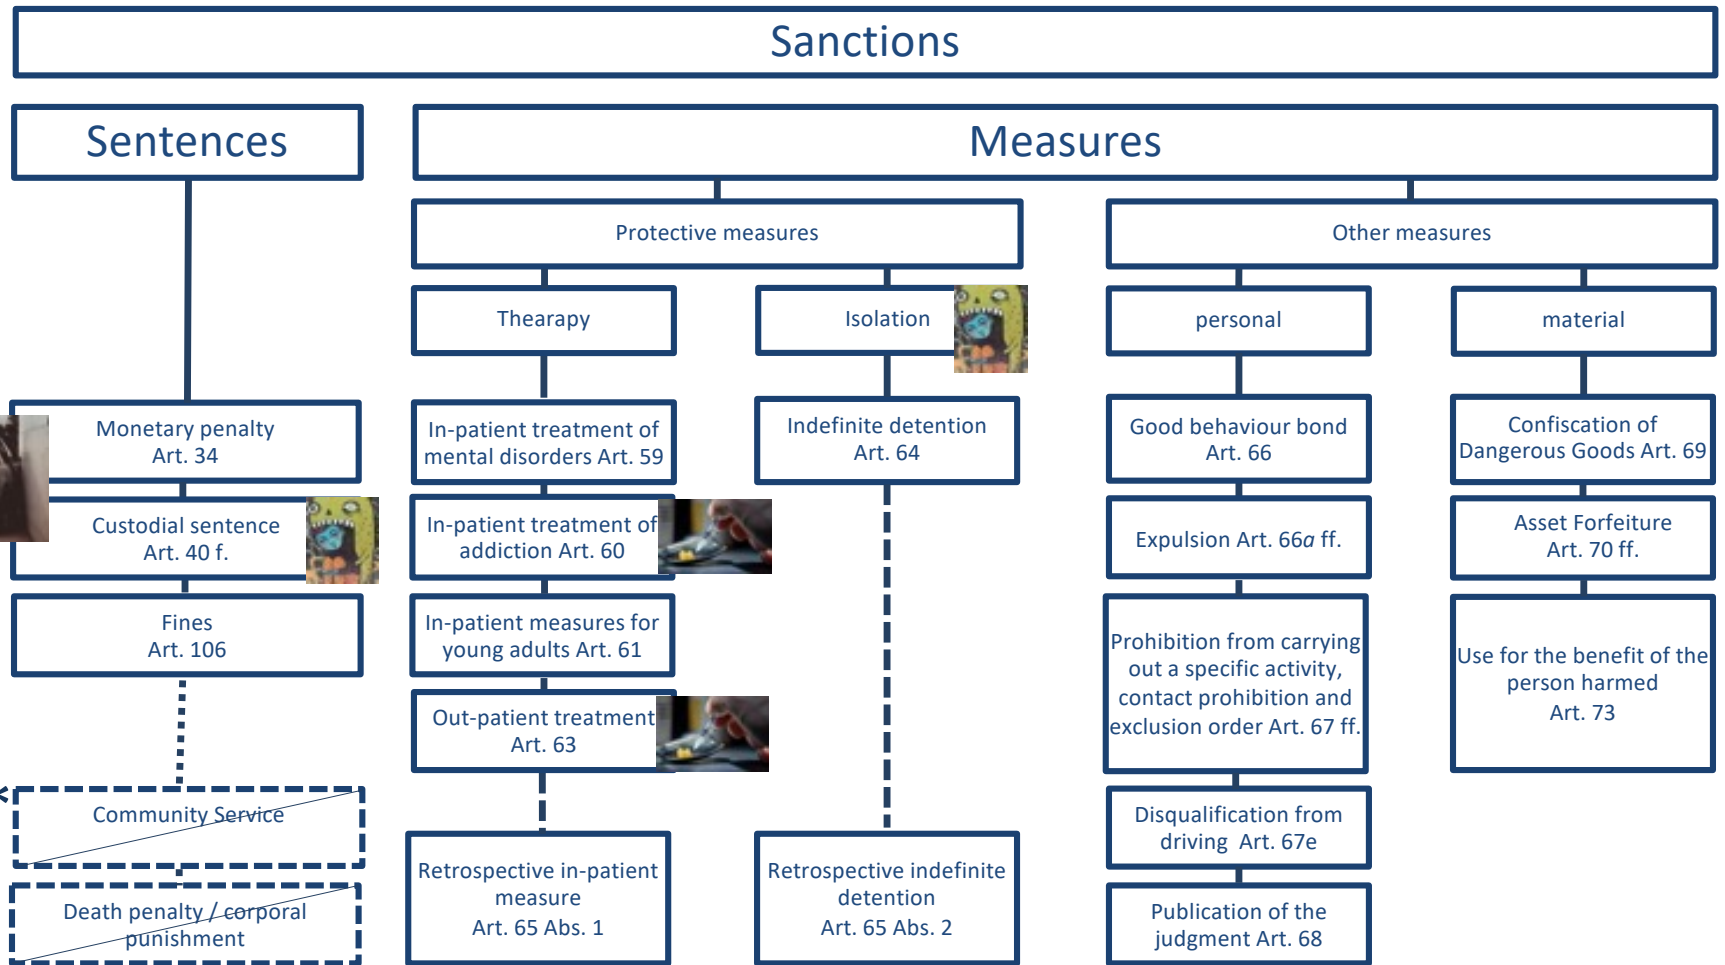 Sanctions
Sentences
Measures
Protective measures
Other measures
Thearapy
Isolation
personal
material
Monetary penalty
Art. 34
Custodial sentence
Art. 40 f.
Fines
Art. 106
Community Service
Death penalty / corporal
punishment
In-patient treatment of
mental disorders Art. 59
In-patient treatment of
addiction Art. 60
In-patient measures for
young adults Art. 61
Out-patient treatment
Art. 63
Retrospective in-patient
measure
Art. 65 Abs. 1
Indefinite detention
Art. 64
Retrospective indefinite
detention
Art. 65 Abs. 2
Good behaviour bond
Art. 66
Expulsion Art. 66a ff.
Prohibition from carrying
out a specific activity,
contact prohibition and
exclusion order Art. 67 ff.
Disqualification from
driving Art. 67e
Publication of the
judgment Art. 68
Confiscation of
Dangerous Goods Art. 69
Asset Forfeiture
Art. 70 ff.
Use for the benefit of the
person harmed
Art. 73